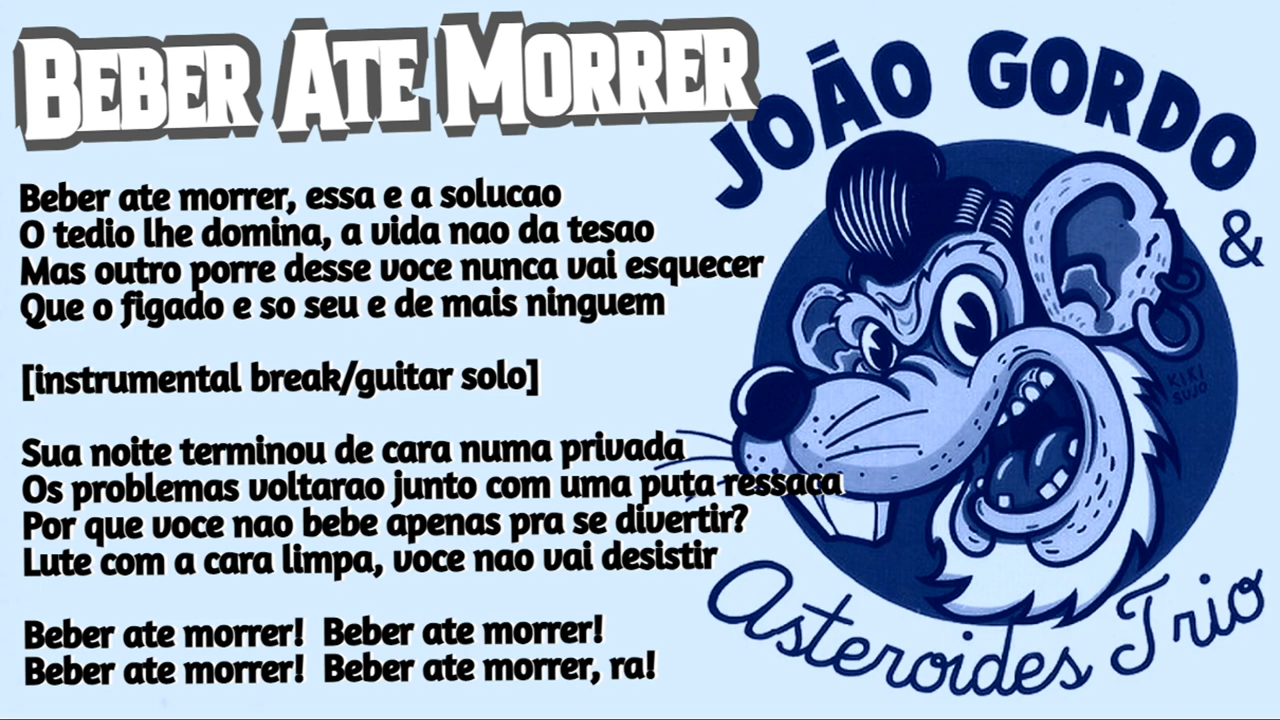 BEBER ATE MORRER
JOÃO GORDO
&
Beber ate morrer, essa e a solucao
O tedio lhe domina, a vida nao da tesao
Mas outro porre desse voce nunca vai esquecer
Que o figado e so seu e de mais ninguem
[instrumental break/guitar solo]
KIKI
SUJO
Sua noite terminou de cara numa privada
Os problemas voltarao junto com uma puta ressaca
Por que voce nao bebe apenas pra se divertir?
Lute com a cara limpa, voce nao vai desistir
Asteroides Trio
Beber ate morrer! Beber ate morrer!
Beber ate morrer! Beber ate morrer, ra!